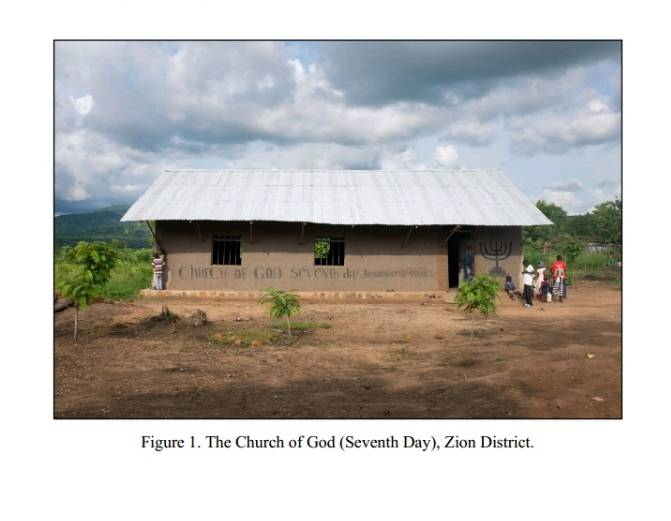 Church of God Seventh day
Figure 1. The Church of God (Seventh Day), Zion District.